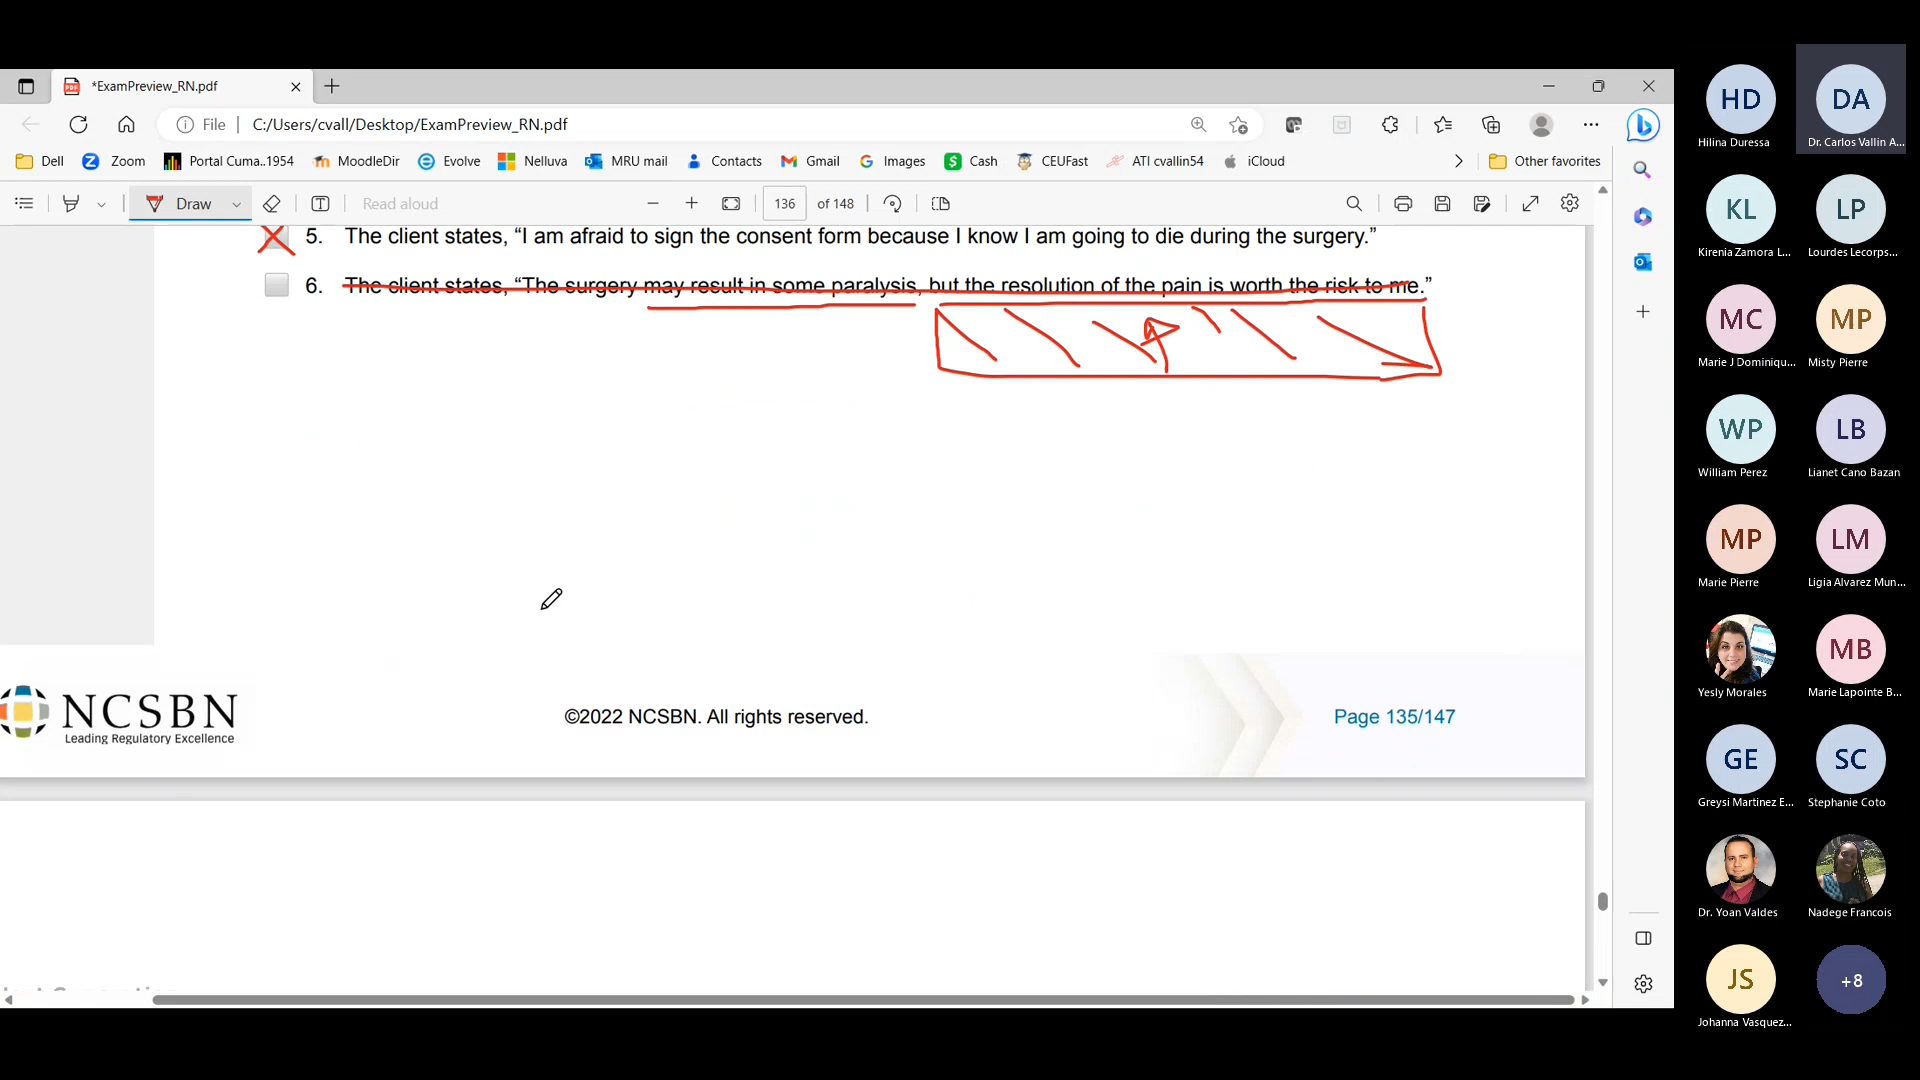 *ExamPreview_RN.pdf
File
C:/Users/cvall/Desktop/ExamPreview_RN.pdf
Dell
Zoom
Portal Cuma..1954
MoodleDir
Evolve
Nelluva
MRU mail
Contacts
Gmail
Images
Cash
CEUFast
ATI cvallin54
iCloud
Other favorites
Draw
Read aloud
136
of 148
5. The client states, “I am afraid to sign the consent form because I know I am going to die during the surgery.”
6. The client states, “The surgery may result in some paralysis, but the resolution of the pain is worth the risk to me.”
NCSBN
Leading Regulatory Excellence
©2022 NCSBN. All rights reserved.
Page 135/147
HD
Hilina Duressa
DA
Dr. Carlos Vallin A...
KL
Kirenia Zamora L...
LP
Lourdes Lecorps...
MC
Marie J Dominiqu...
MP
Misty Pierre
WP
William Perez
LB
Lianet Cano Bazan
MP
Marie Pierre
LM
Ligia Alvarez Mun...
Yesly Morales
MB
Marie Lapointe B...
GE
Greysi Martinez E...
SC
Stephanie Coto
Dr. Yoan Valdes
Nadege Francois
JS
Johanna Vasquez...
+8